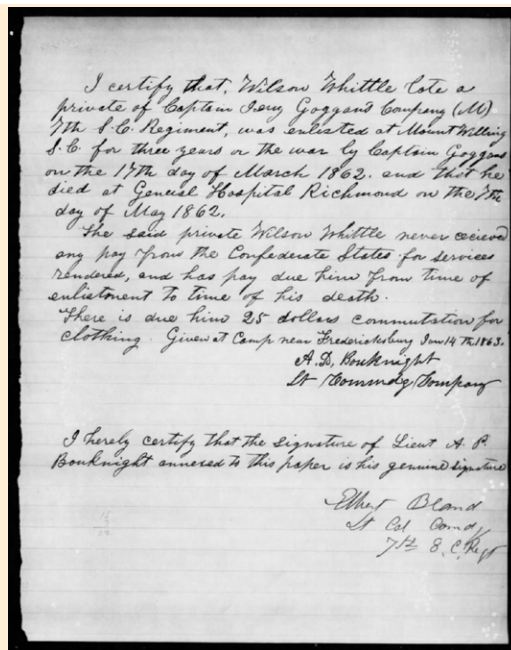 I certify that, Wilson Whittle late a
private of Captain Jerry Goggans Company (M)
7th S.C. Regiment, was enlisted at Mount Willing
S.C. for three years or the war by Captain Goggans
on the 17th day of March 1862. and that he
died at General Hospital Richmond on the 7th
day of May 1862.
The said private Wilson Whittle never recieved
any pay from the Confederate States for services
rendered, and has pay due him from time of
enlistment to time of his death.
There is due him 25 dollars commutation for
clothing. Given at Camp near Fredericksburg Jan 14th 1863.
A. D. Bouknight
Lt Commdg Company
I hereby certify that the signature of Lieut A. P.
Bouknight annexed to this paper is his genuine signature
Elbert Bland
Lt Col Comd,
7th S. C. Regt